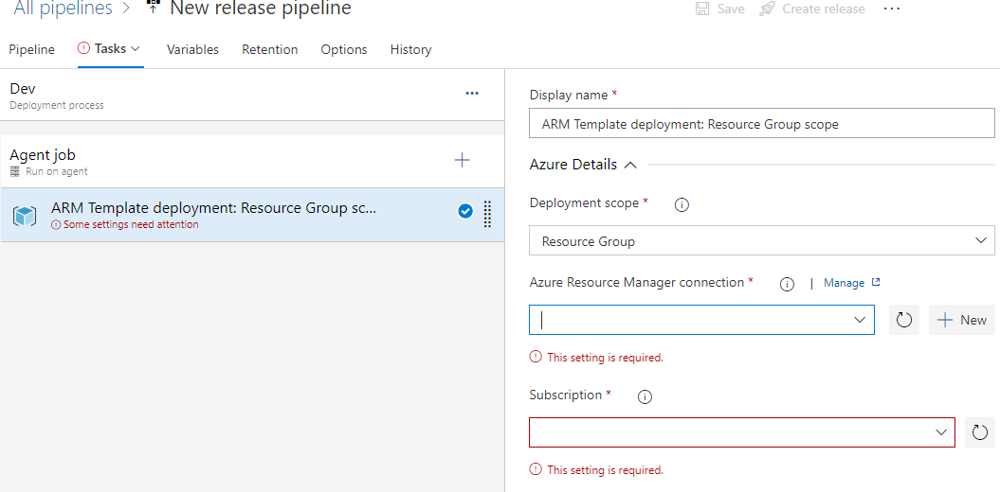 All pipelines > New release pipeline
Save Create release ...
Pipeline Tasks Variables Retention Options History
Dev
Deployment process
Agent job
Run on agent
ARM Template deployment: Resource Group sc...
Some settings need attention
Display name *
ARM Template deployment: Resource Group scope
Azure Details
Deployment scope *
Resource Group
Azure Resource Manager connection * | Manage
New
This setting is required.
Subscription *
This setting is required.